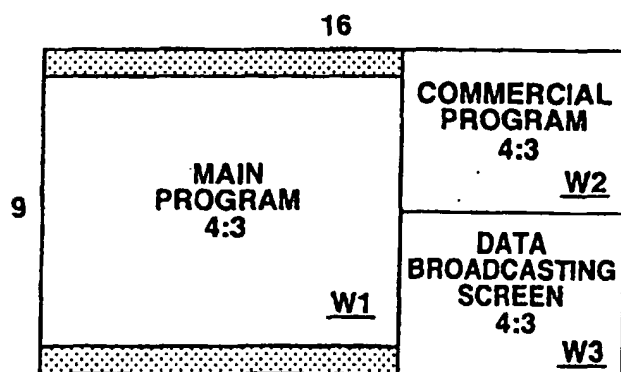 16
9
MAIN
PROGRAM
4:3
W1
COMMERCIAL
PROGRAM
4:3
W2
DATA
BROADCASTING
SCREEN
4:3
W3